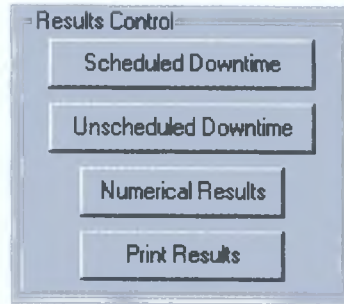 Results Control
Scheduled Downtime
Unscheduled Downtime
Numerical Results
Print Results